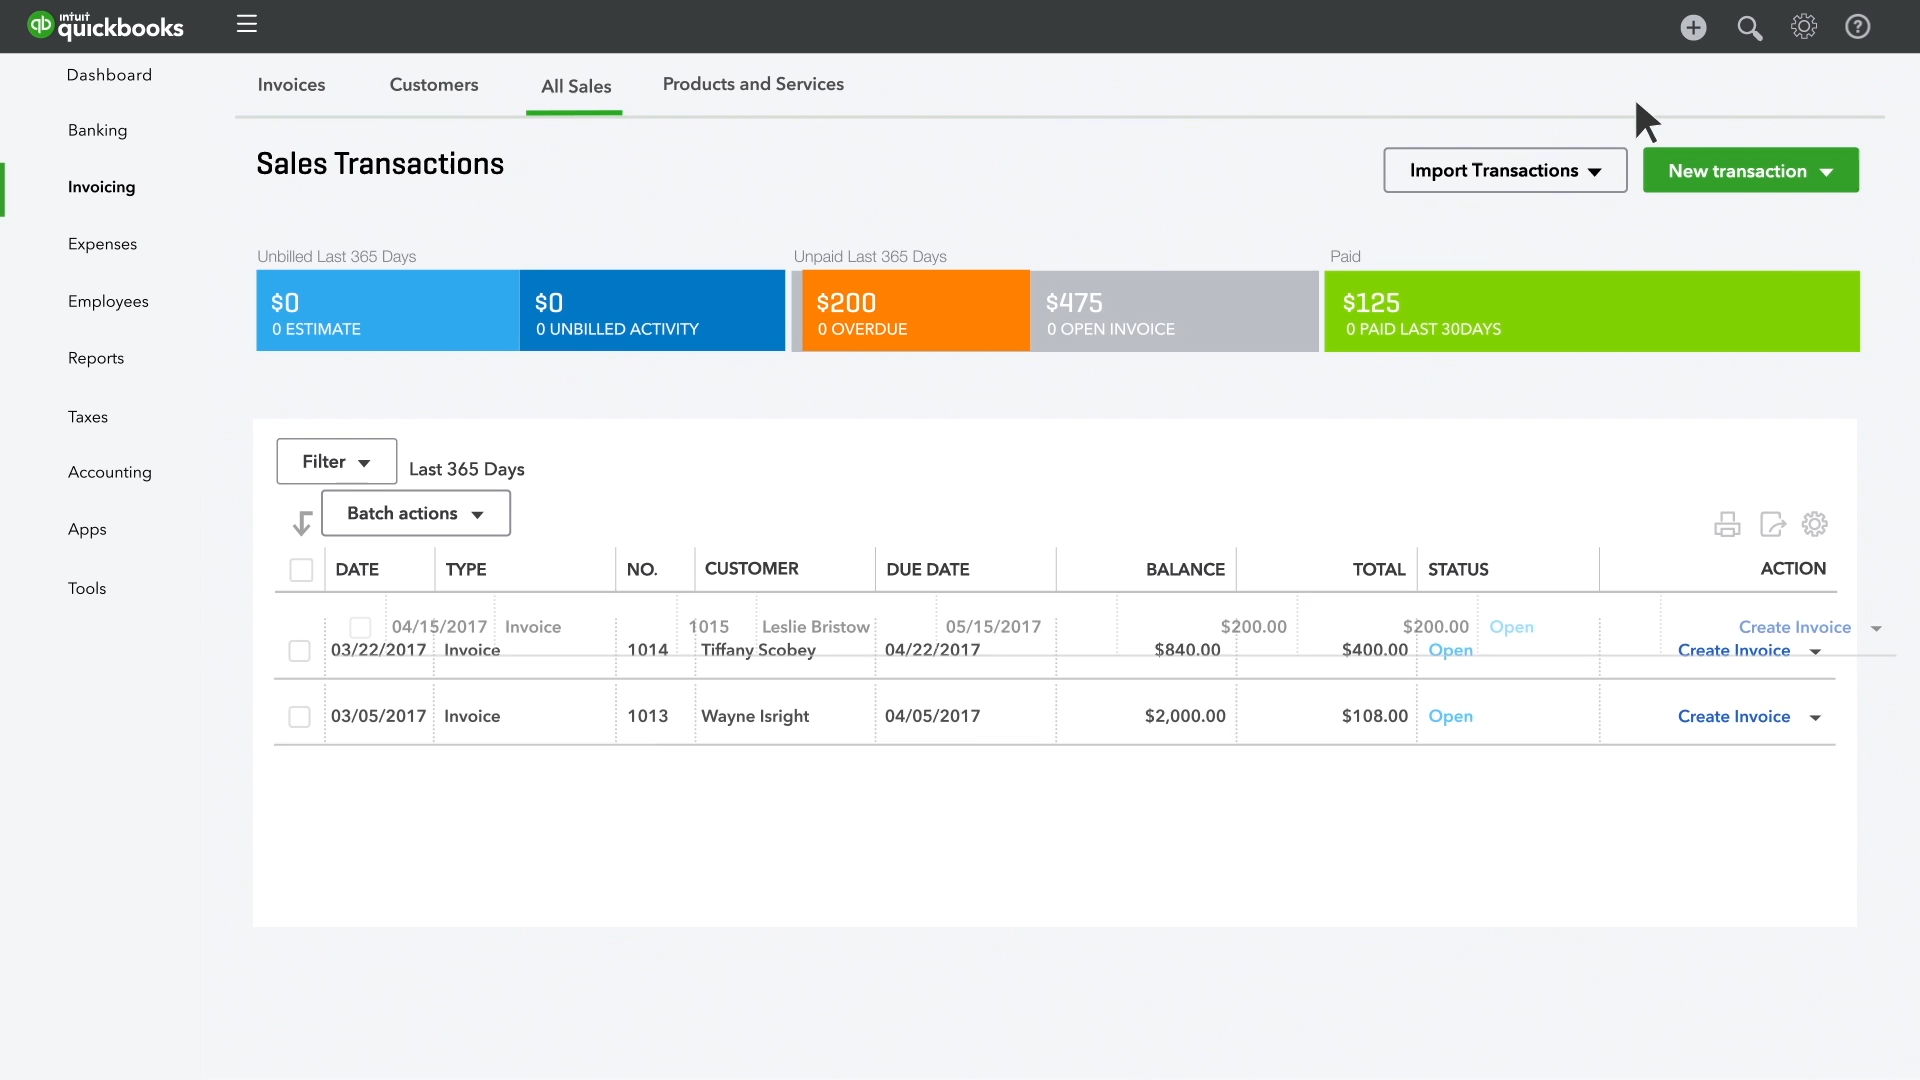 intuit
quickbooks
Dashboard
Banking
Invoicing
Expenses
Employees
Reports
Taxes
Accounting
Apps
Tools
Invoices Customers All Sales Products and Services
Sales Transactions
Import Transactions New transaction
Unbilled Last 365 Days Unpaid Last 365 Days Paid
$0 $0 $200 $475 $125
0 ESTIMATE 0 UNBILLED ACTIVITY 0 OVERDUE 0 OPEN INVOICE 0 PAID LAST 30DAYS
Filter Last 365 Days
Batch actions
DATE TYPE NO. CUSTOMER DUE DATE BALANCE TOTAL STATUS ACTION
04/15/2017 Invoice 1015 Leslie Bristow 05/15/2017 $200.00 $200.00 Open Create Invoice
03/22/2017 Invoice 1014 Tiffany Scobey 04/22/2017 $840.00 $400.00 Open Create Invoice
03/05/2017 Invoice 1013 Wayne Isright 04/05/2017 $2,000.00 $108.00 Open Create Invoice